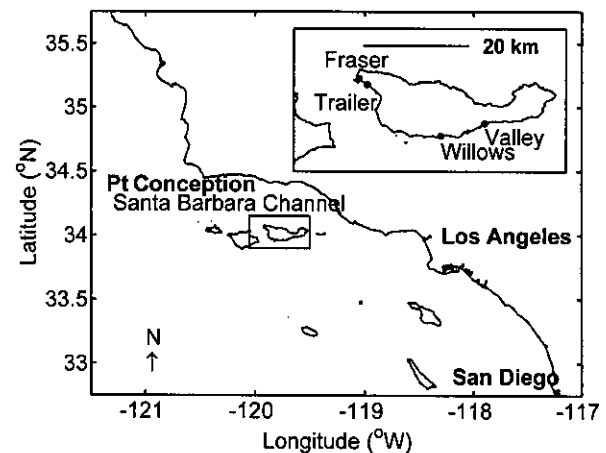 35.5
35
34.5
34
33.5
33
Latitude (°N)
20 km
Fraser
Trailer
Valley
Willows
Pt Conception
Santa Barbara Channel
Los Angeles
N
San Diego
-121
-120
-119
-118
-117
Longitude (°W)